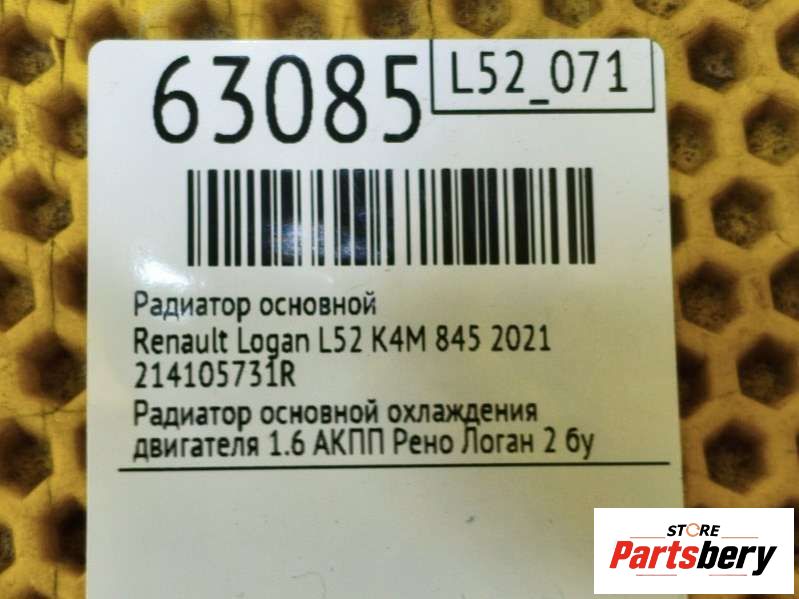 63085
L52_071
Радиатор основной
Renault Logan L52 K4M 845 2021
214105731R
Радиатор основной охлаждения
двигателя 1.6 АКПП Рено Логан 2 бу
STORE
Partsbery